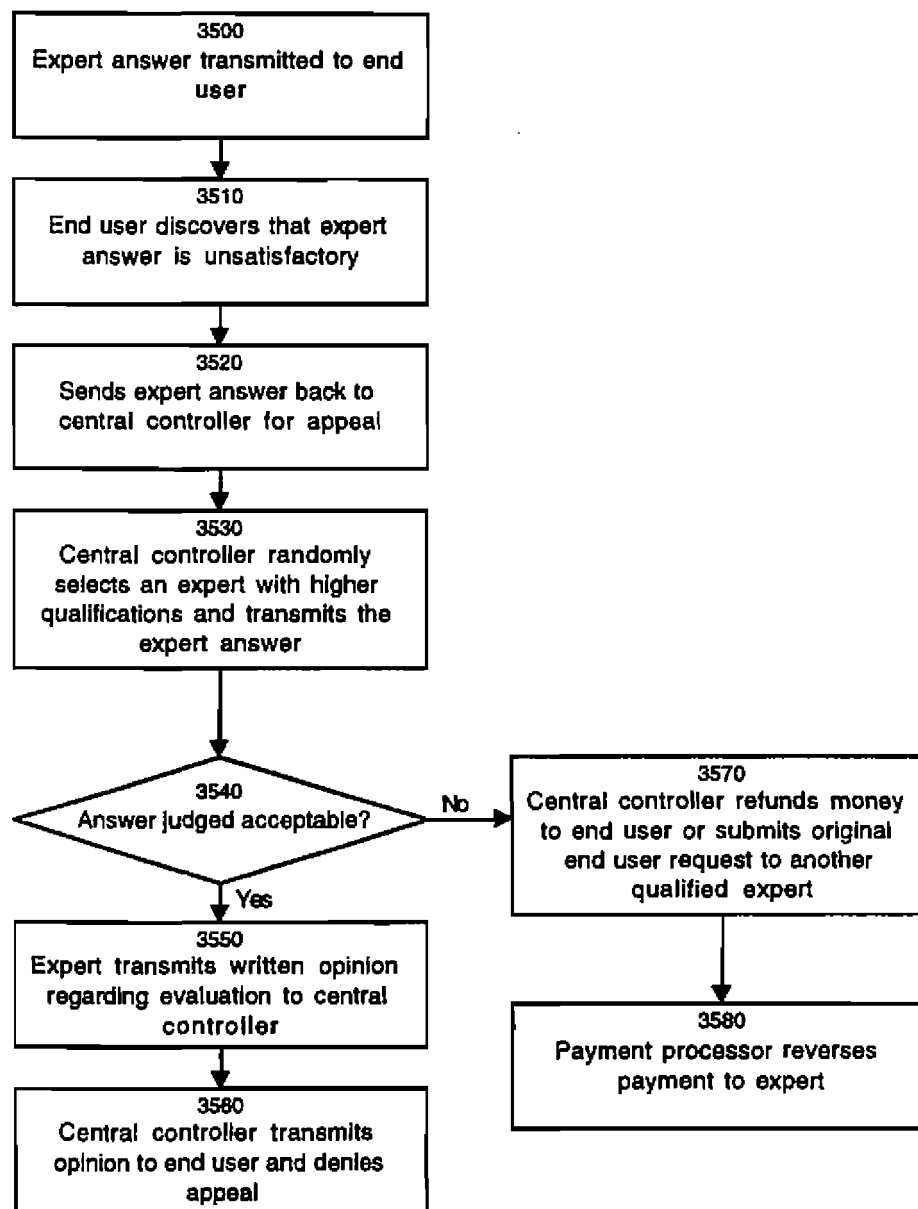 3500
Expert answer transmitted to end
user
3510
End user discovers that expert
answer is unsatisfactory
3520
Sends expert answer back to
central controller for appeal
3530
Central controller randomly
selects an expert with higher
qualifications and transmits the
expert answer
3540
Answer judged acceptable?
No
Yes
3550
Expert transmits written opinion
regarding evaluation to central
controller
3560
Central controller transmits
opinion to end user and denies
appeal
3570
Central controller refunds money
to end user or submits original
end user request to another
qualified expert
3580
Payment processor reverses
payment to expert